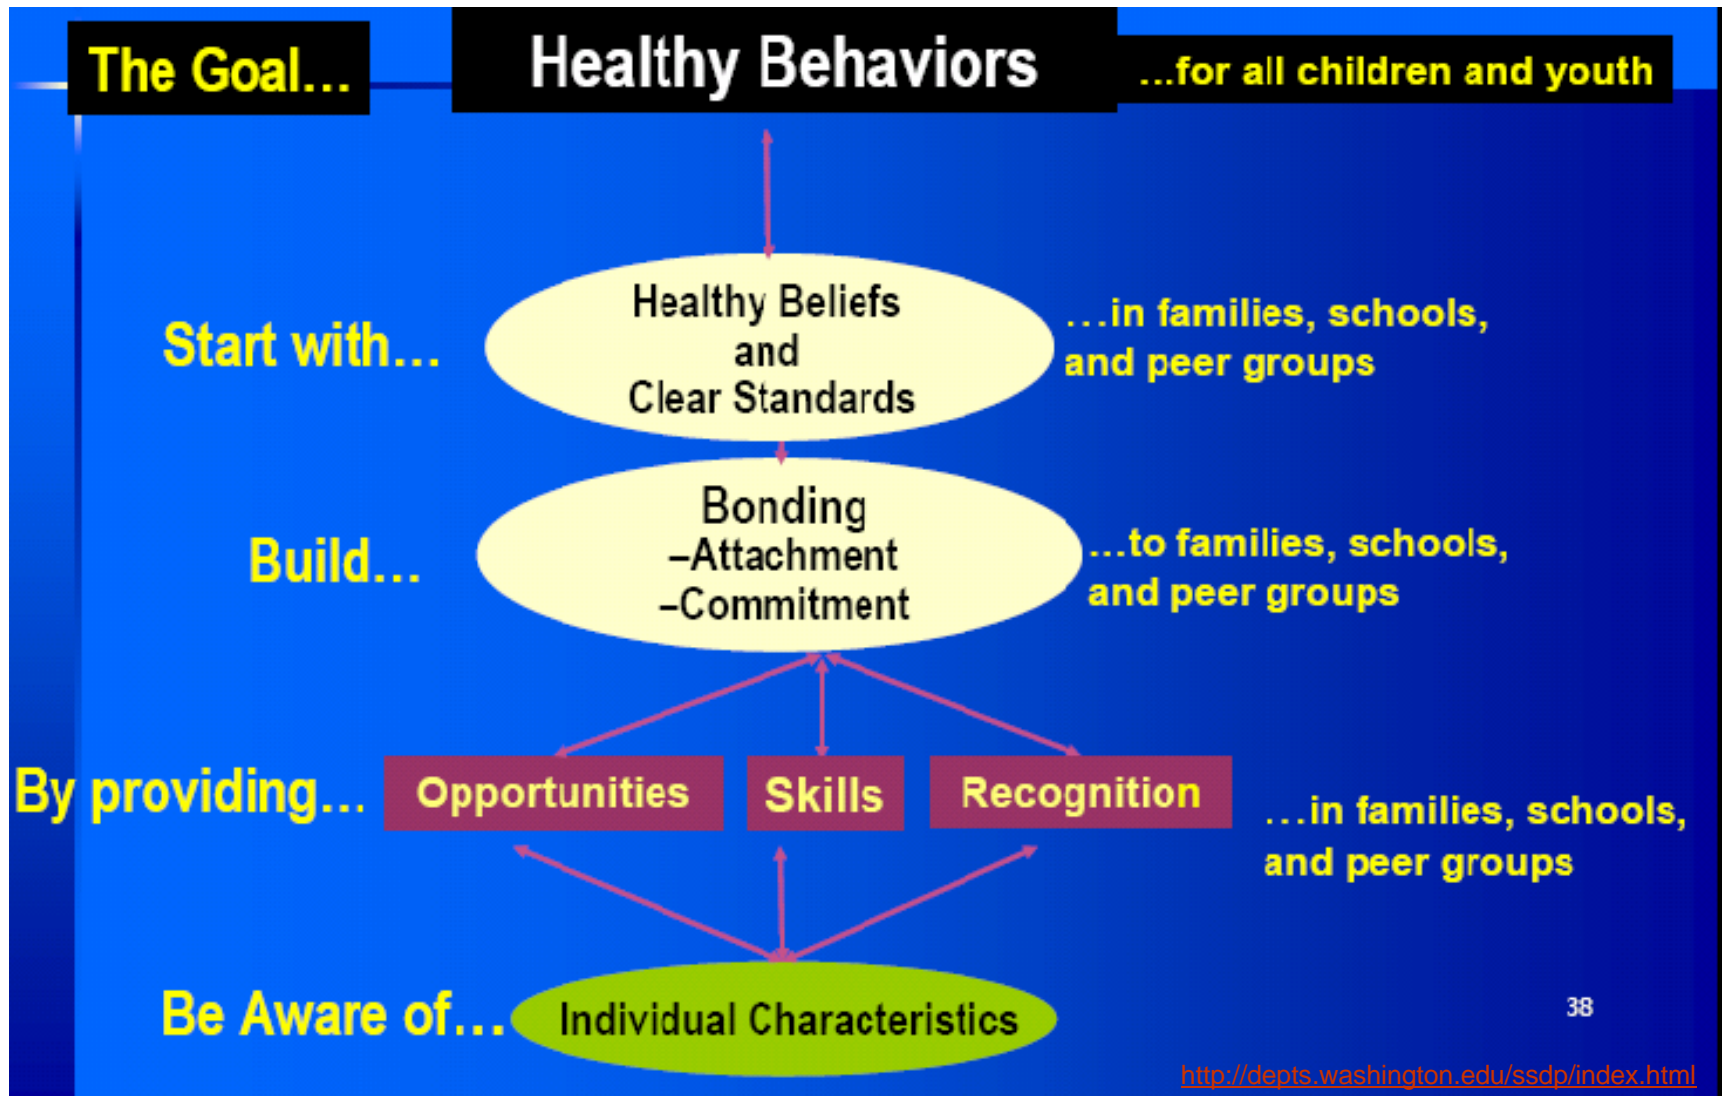 The Goal...
Healthy Behaviors
...for all children and youth
Start with...
Healthy Beliefs
and
Clear Standards
...in families, schools,
and peer groups
Build...
Bonding
–Attachment
–Commitment
...to families, schools,
and peer groups
By providing...
Opportunities
Skills
Recognition
...in families, schools,
and peer groups
Be Aware of...
Individual Characteristics
38
http://depts.washington.edu/ssdp/index.html